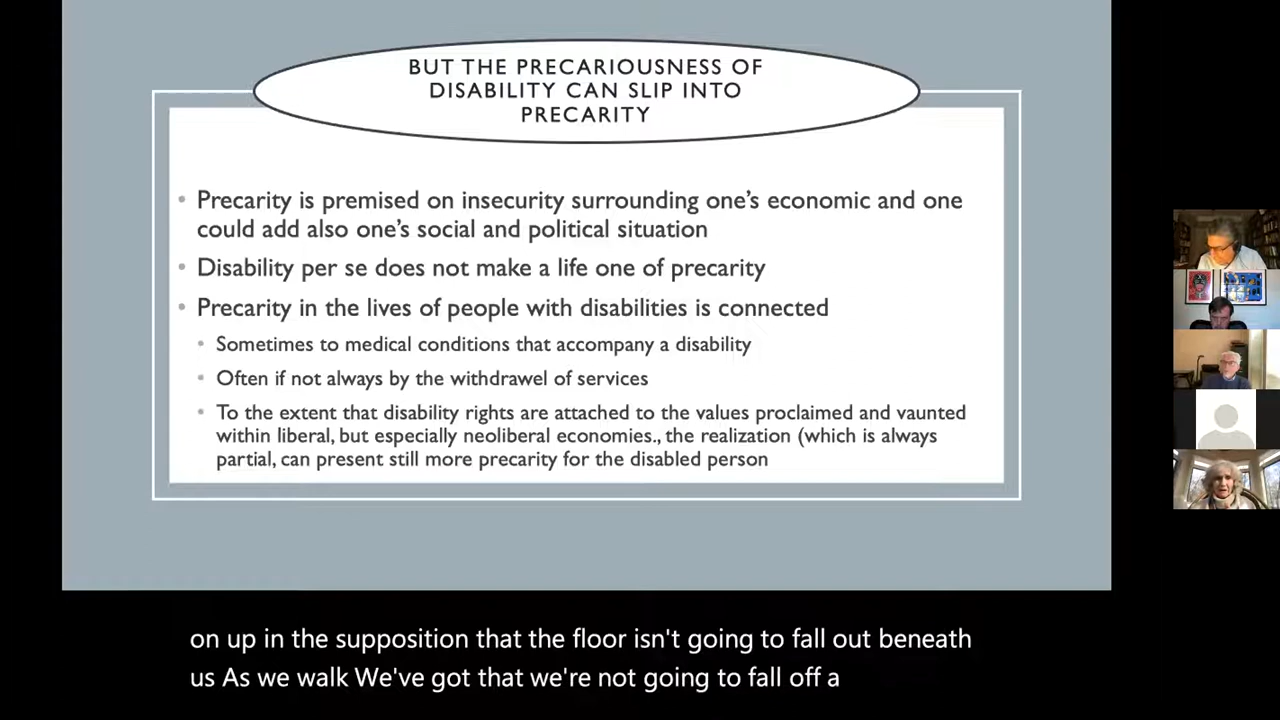 BUT THE PRECARIOUSNESS OF
DISABILITY CAN SLIP INTO
PRECARITY
• Precarity is premised on insecurity surrounding one's economic and one
could add also one's social and political situation
• Disability per se does not make a life one of precarity
• Precarity in the lives of people with disabilities is connected
• Sometimes to medical conditions that accompany a disability
• Often if not always by the withdrawel of services
• To the extent that disability rights are attached to the values proclaimed and vaunted
within liberal, but especially neoliberal economies., the realization (which is always
partial, can present still more precarity for the disabled person
on up in the supposition that the floor isn't going to fall out beneath
us As we walk We've got that we're not going to fall off a